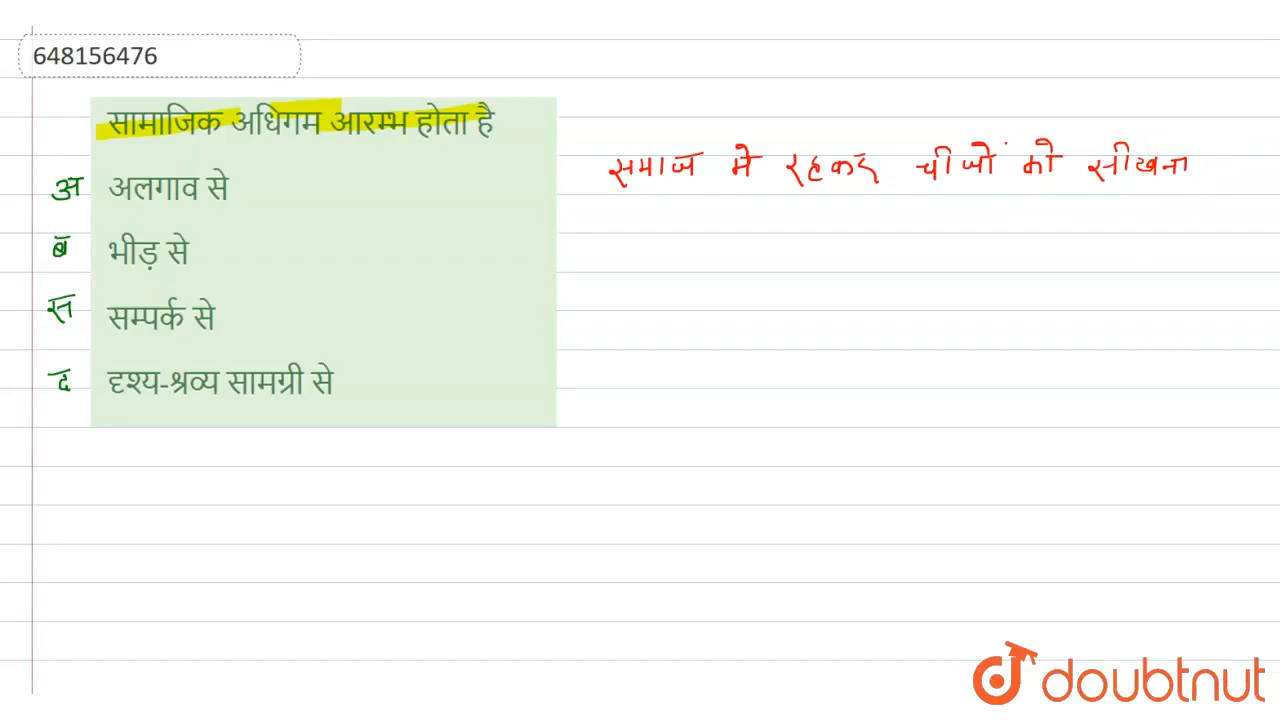 648156476
सामाजिक अधिगम आरम्भ होता है
समाज में रहकर चीजों को सीखना
अ अलगाव से
ब भीड़ से
स सम्पर्क से
द दृश्य-श्रव्य सामग्री से
doubtnut